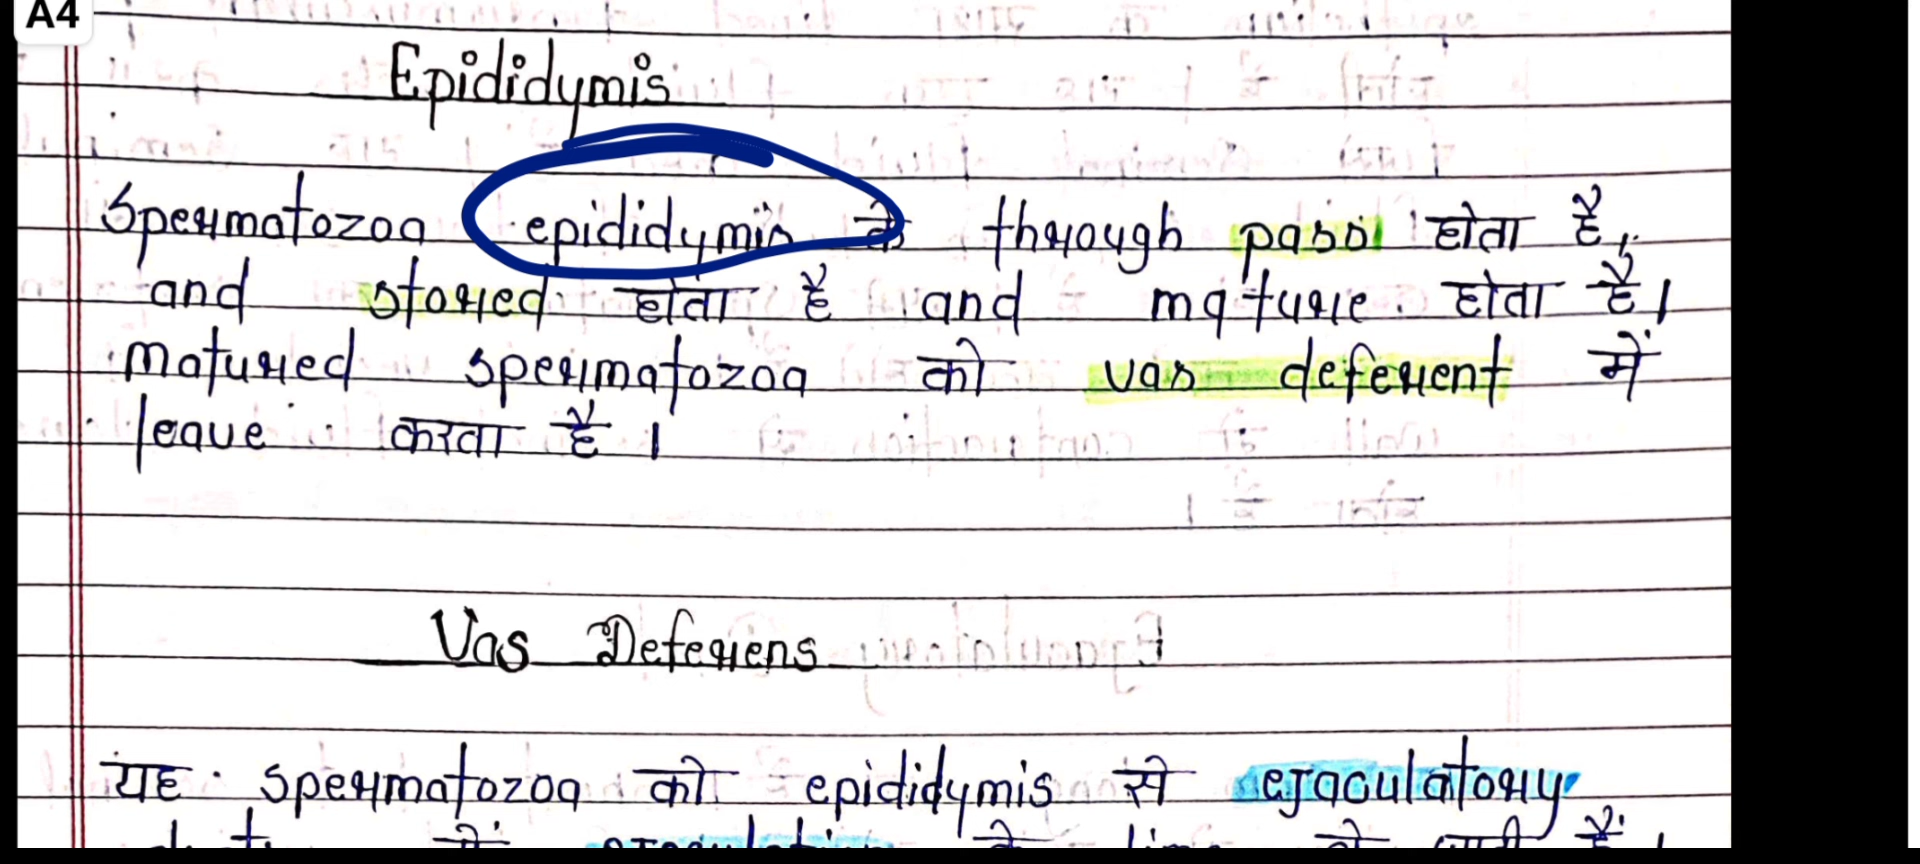 A4
Epididymis
Spermatozoa epididymis के through pass होता है,
and stored होता है and mature होता है।
matured spermatozoa को vas deferent में
leave करता है।
Vas Deferens
यह spermatozoa को epididymis से ejaculatory